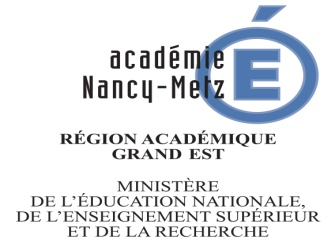 académie
Nancy-Metz
É
RÉGION ACADÉMIQUE
GRAND EST
MINISTÈRE
DE L’ÉDUCATION NATIONALE,
DE L’ENSEIGNEMENT SUPÉRIEUR
ET DE LA RECHERCHE